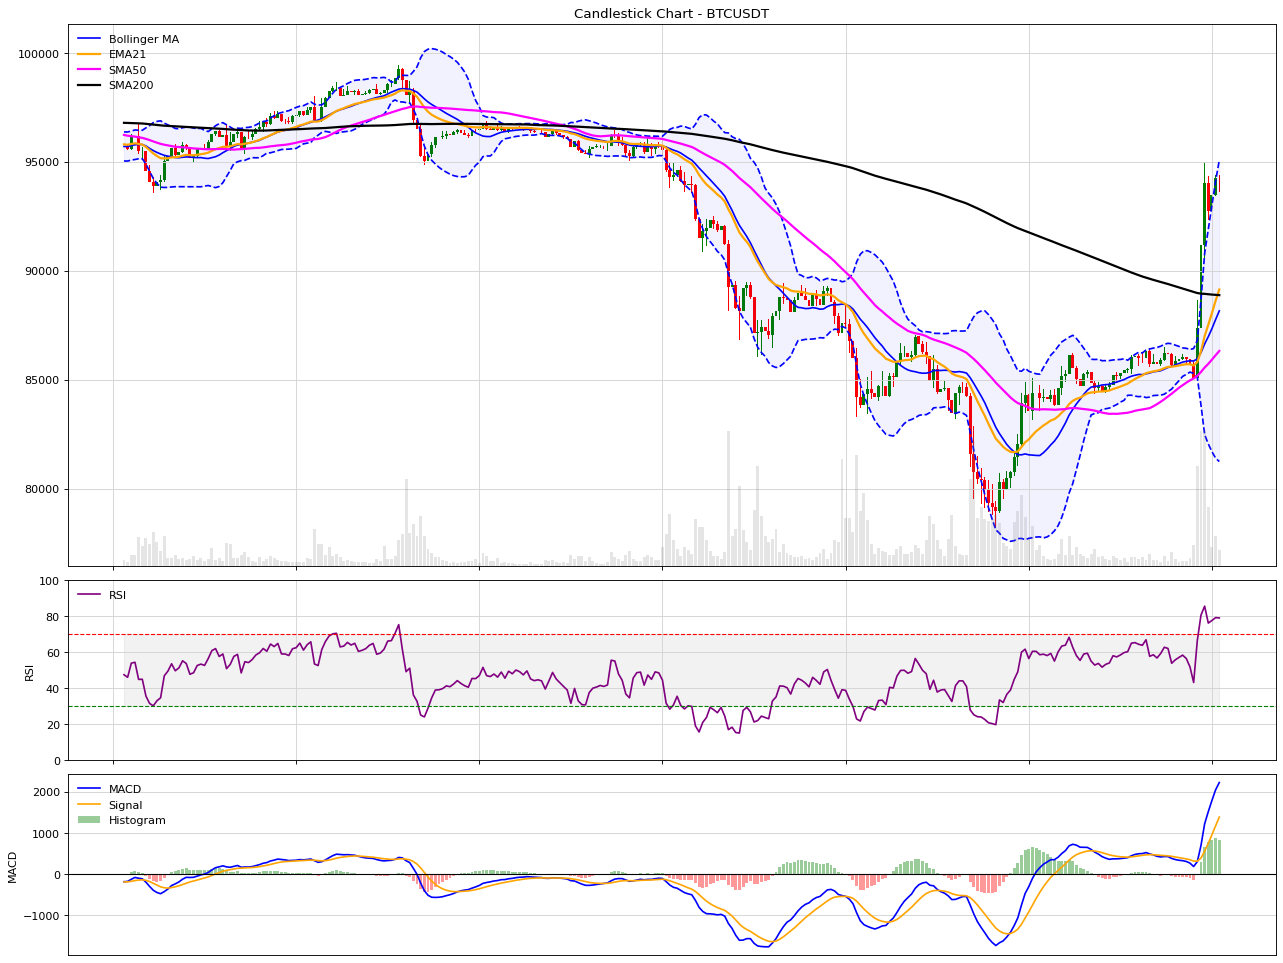 Candlestick Chart - BTCUSDT
Bollinger MA
EMA21
SMA50
SMA200
100000
95000
90000
85000
80000
RSI
100
80
60
40
20
0
RSI
MACD
Signal
Histogram
2000
1000
0
−1000
MACD